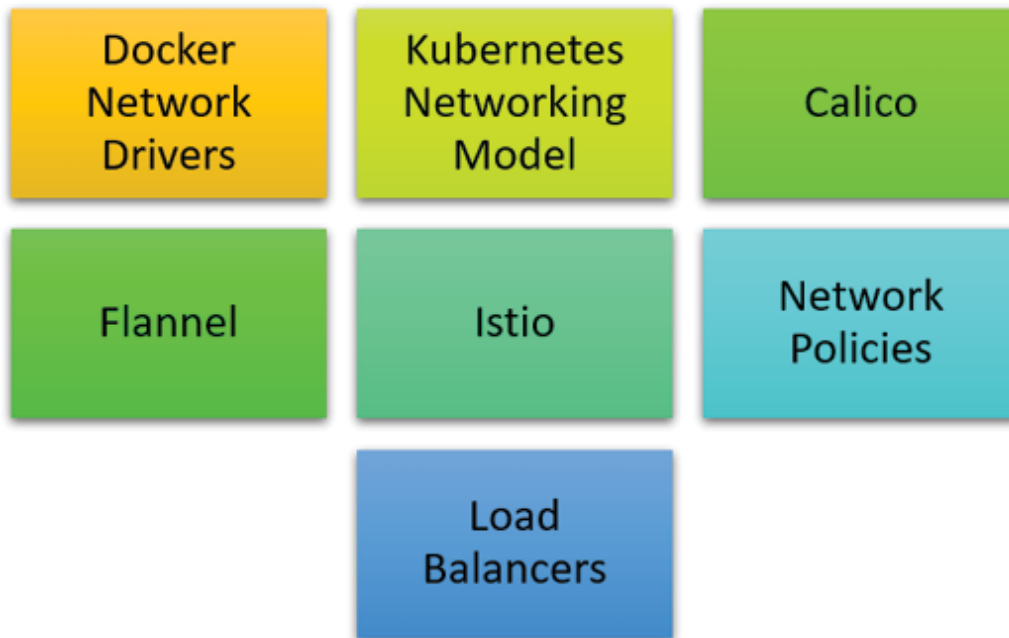 Docker
Network
Drivers
Kubernetes
Networking
Model
Calico
Flannel
Istio
Network
Policies
Load
Balancers